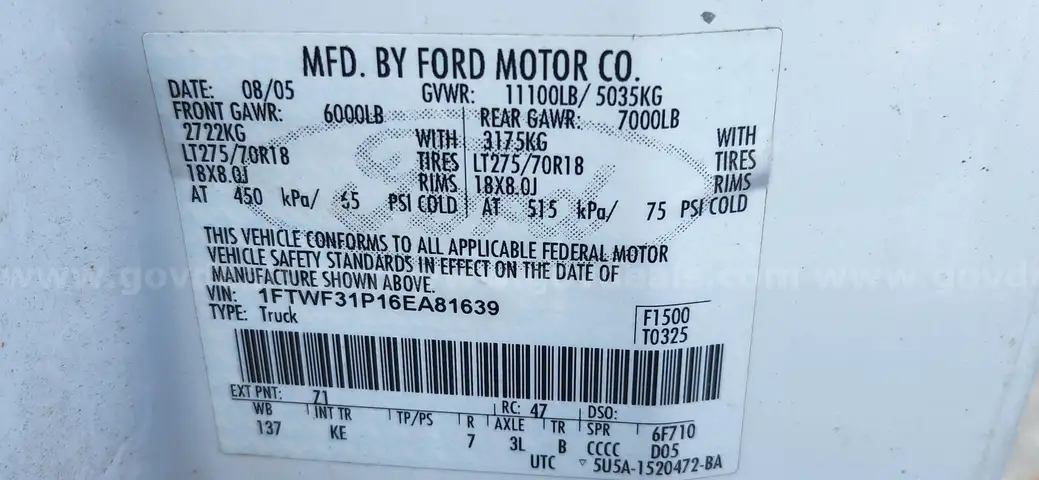 MFD. BY FORD MOTOR CO.
DATE: 08/05 GVWR: 11100LB/ 5035KG
FRONT GAWR: 6000LB REAR GAWR: 7000LB
2722KG WITH 3175KG WITH
LT275/70R18 TIRES LT275/70R18 TIRES
18X8.0J RIMS 18X8.0J RIMS
AT 450 kPa/ 65 PSI COLD AT 515 kPa/ 75 PSI COLD
THIS VEHICLE CONFORMS TO ALL APPLICABLE FEDERAL MOTOR
VEHICLE SAFETY STANDARDS IN EFFECT ON THE DATE OF
MANUFACTURE SHOWN ABOVE.
VIN: 1FTWF31P16EA81639
TYPE: Truck
F1500
T0325
EXT PNT: 71 RC: 47 DSO:
WB INT TR TP/PS R AXLE TR SPR 6F710
137 KE 7 3L B CCCC D05
UTC ▽ 5U5A-1520472-BA